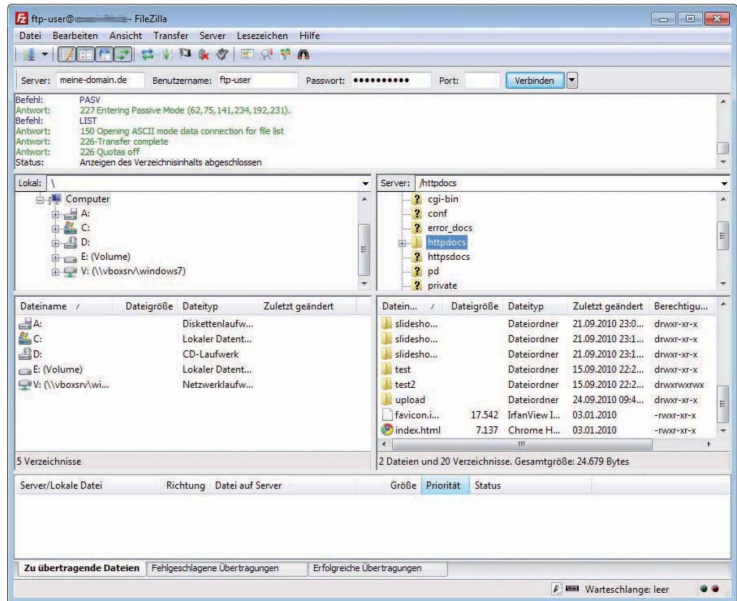 ftp-user@ - FileZilla
Datei Bearbeiten Ansicht Transfer Server Lesezeichen Hilfe
Server: meine-domain.de Benutzername: ftp-user Passwort: •••••••••• Port: Verbinden
Befehl: PASV
Antwort: 227 Entering Passive Mode (62,75,141,234,192,231).
Befehl: LIST
Antwort: 150 Opening ASCII mode data connection for file list
Antwort: 226-Transfer complete
Antwort: 226 Quotas off
Status: Anzeigen des Verzeichnisinhalts abgeschlossen
Lokal: \
Computer
A:
C:
D:
E: (Volume)
V: (\\vboxsrv\windows7)
Server: /httpdocs
cgi-bin
conf
error_docs
httpdocs
httpsdocs
pd
private
Dateiname / Dateigröße Dateityp Zuletzt geändert
A: Diskettenlaufw...
C: Lokaler Datent...
D: CD-Laufwerk
E: (Volume) Lokaler Datent...
V: (\\vboxsrv\wi... Netzwerklaufw...
5 Verzeichnisse
Datein... / Dateigröße Dateityp Zuletzt geändert Berechtigu...
slidesho... Dateiordner 21.09.2010 23:0... drwxr-xr-x
slidesho... Dateiordner 21.09.2010 23:1... drwxr-xr-x
slidesho... Dateiordner 21.09.2010 23:1... drwxr-xr-x
test Dateiordner 15.09.2010 22:2... drwxr-xr-x
test2 Dateiordner 15.09.2010 22:2... drwxrwxrwx
upload Dateiordner 24.09.2010 09:4... drwxr-xr-x
favicon.i... 17.542 IrfanView I... 03.01.2010 -rwxr-xr-x
index.html 7.137 Chrome H... 03.01.2010 -rwxr-xr-x
2 Dateien und 20 Verzeichnisse. Gesamtgröße: 24.679 Bytes
Server/Lokale Datei Richtung Datei auf Server Größe Priorität Status
Zu übertragende Dateien Fehlgeschlagene Übertragungen Erfolgreiche Übertragungen
Warteschlange: leer